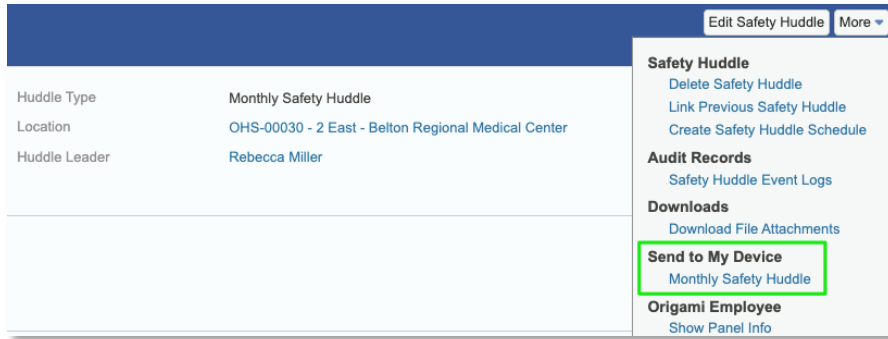 Edit Safety Huddle
More
Huddle Type
Monthly Safety Huddle
Location
OHS-00030 - 2 East - Belton Regional Medical Center
Huddle Leader
Rebecca Miller
Safety Huddle
Delete Safety Huddle
Link Previous Safety Huddle
Create Safety Huddle Schedule
Audit Records
Safety Huddle Event Logs
Downloads
Download File Attachments
Send to My Device
Monthly Safety Huddle
Origami Employee
Show Panel Info